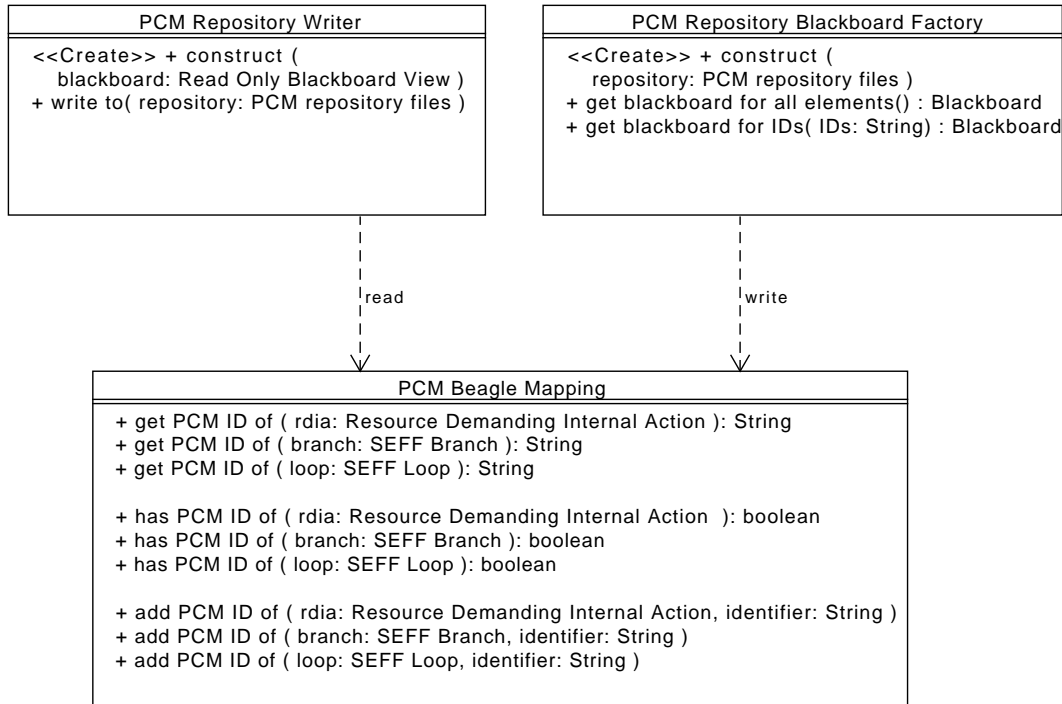 PCM Repository Writer
<<Create>> + construct (
blackboard: Read Only Blackboard View )
+ write to( repository: PCM repository files )
PCM Repository Blackboard Factory
<<Create>> + construct (
repository: PCM repository files )
+ get blackboard for all elements() : Blackboard
+ get blackboard for IDs( IDs: String) : Blackboard
read
write
PCM Beagle Mapping
+ get PCM ID of ( rdia: Resource Demanding Internal Action ): String
+ get PCM ID of ( branch: SEFF Branch ): String
+ get PCM ID of ( loop: SEFF Loop ): String
+ has PCM ID of ( rdia: Resource Demanding Internal Action ): boolean
+ has PCM ID of ( branch: SEFF Branch ): boolean
+ has PCM ID of ( loop: SEFF Loop ): boolean
+ add PCM ID of ( rdia: Resource Demanding Internal Action, identifier: String )
+ add PCM ID of ( branch: SEFF Branch, identifier: String )
+ add PCM ID of ( loop: SEFF Loop, identifier: String )